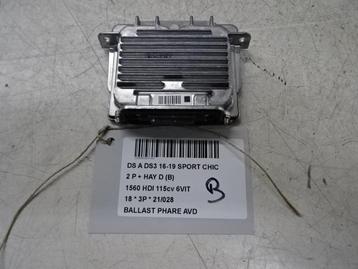 DS A DS3 16-19 SPORT CHIC
2 P + HAY D (B)
1560 HDI 115cv 6VIT
18 * 3P * 21/028
BALLAST PHARE AVD
B